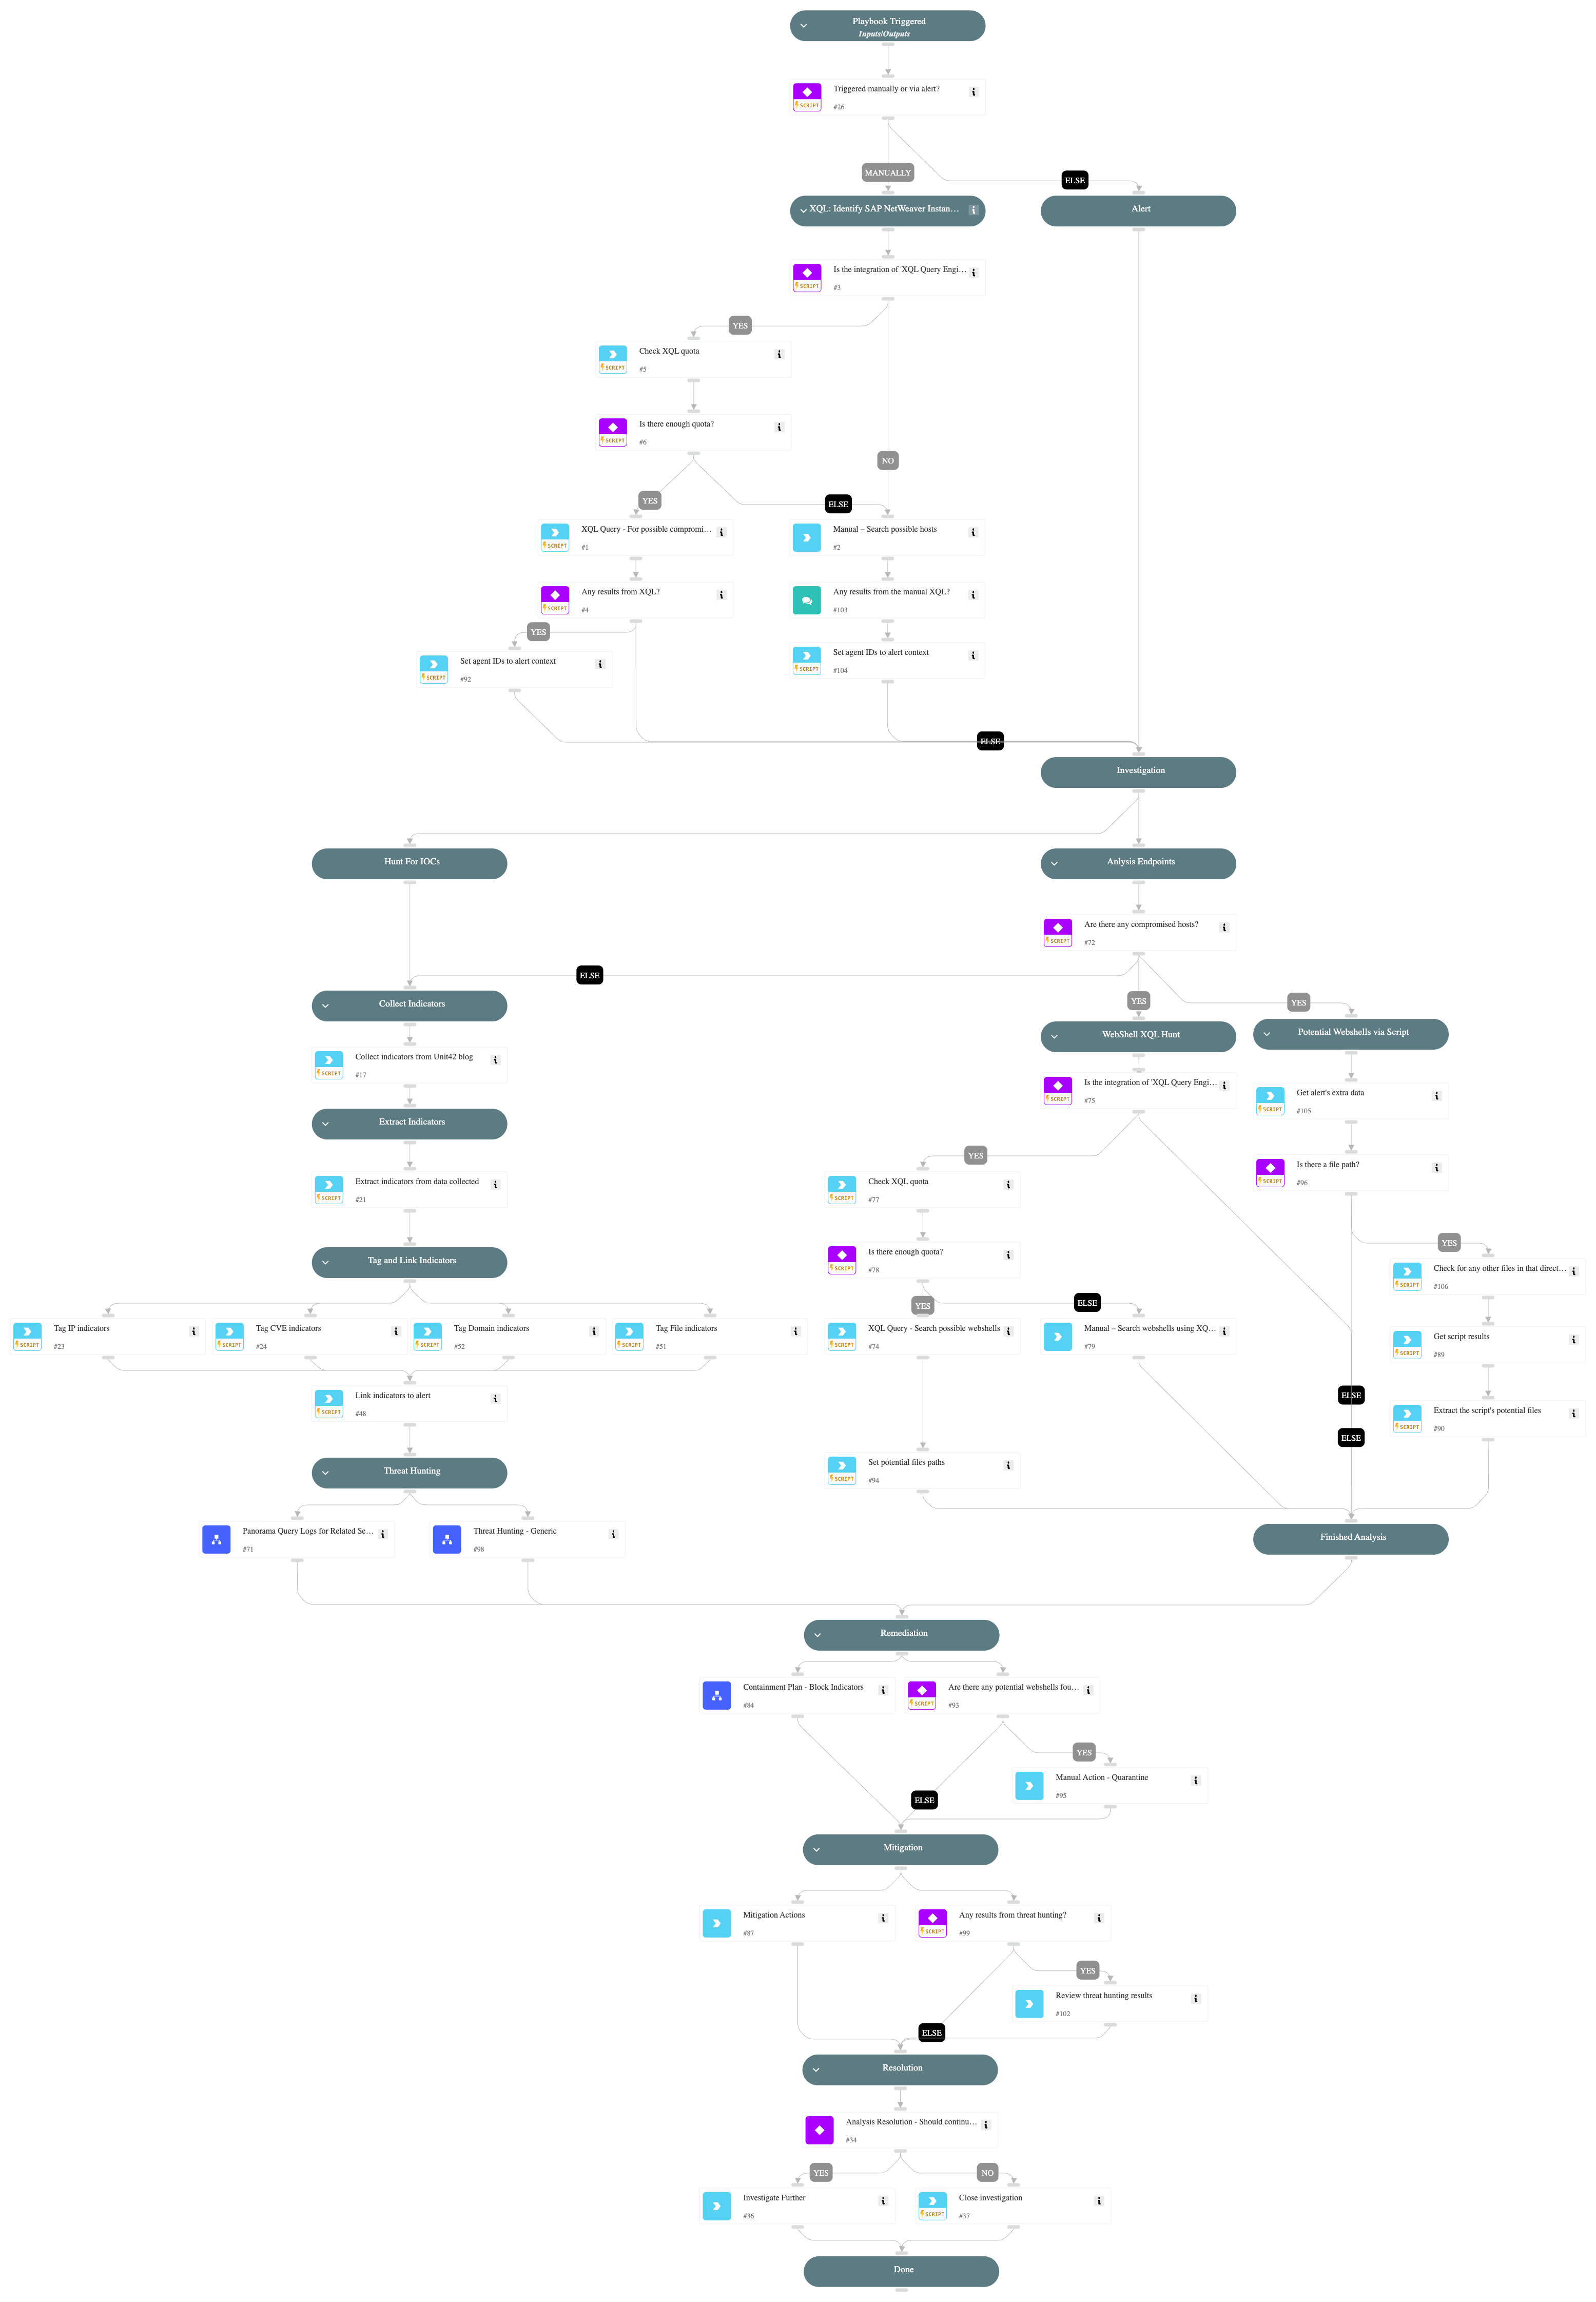 Playbook Triggered
Inputs/Outputs
Triggered manually or via alert?
#26
SCRIPT
MANUALLY
ELSE
XQL: Identify SAP NetWeaver Instan…
Alert
Is the integration of 'XQL Query Engi…
#3
SCRIPT
YES
Check XQL quota
#5
SCRIPT
Is there enough quota?
#6
SCRIPT
NO
YES
ELSE
XQL Query - For possible compromi…
#1
SCRIPT
Manual – Search possible hosts
#2
Any results from XQL?
#4
SCRIPT
Any results from the manual XQL?
#103
YES
Set agent IDs to alert context
#92
SCRIPT
Set agent IDs to alert context
#104
SCRIPT
ELSE
Investigation
Hunt For IOCs
Anlysis Endpoints
Are there any compromised hosts?
#72
SCRIPT
ELSE
YES
YES
Collect Indicators
WebShell XQL Hunt
Potential Webshells via Script
Collect indicators from Unit42 blog
#17
SCRIPT
Is the integration of 'XQL Query Engi…
#75
SCRIPT
Get alert's extra data
#105
SCRIPT
Extract Indicators
YES
Is there a file path?
#96
SCRIPT
Extract indicators from data collected
#21
SCRIPT
Check XQL quota
#77
SCRIPT
YES
Tag and Link Indicators
Is there enough quota?
#78
SCRIPT
Check for any other files in that direct…
#106
SCRIPT
YES
ELSE
Tag IP indicators
#23
SCRIPT
Tag CVE indicators
#24
SCRIPT
Tag Domain indicators
#52
SCRIPT
Tag File indicators
#51
SCRIPT
XQL Query - Search possible webshells
#74
SCRIPT
Manual – Search webshells using XQ…
#79
Get script results
#89
SCRIPT
Link indicators to alert
#48
SCRIPT
ELSE
Extract the script's potential files
#90
SCRIPT
ELSE
Threat Hunting
Set potential files paths
#94
SCRIPT
Panorama Query Logs for Related Se…
#71
Threat Hunting - Generic
#98
Finished Analysis
Remediation
Containment Plan - Block Indicators
#84
Are there any potential webshells fou…
#93
SCRIPT
YES
Manual Action - Quarantine
#95
ELSE
Mitigation
Mitigation Actions
#87
Any results from threat hunting?
#99
SCRIPT
YES
Review threat hunting results
#102
ELSE
Resolution
Analysis Resolution - Should continu…
#34
YES
NO
Investigate Further
#36
Close investigation
#37
SCRIPT
Done